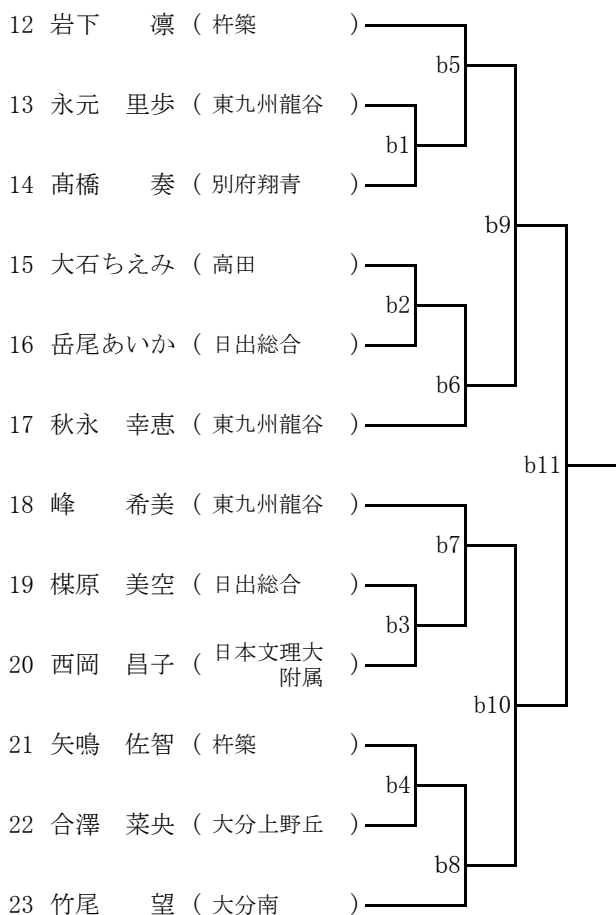 12 岩下　　凛 （ 杵築　　　　）
b5
13 永元　里歩 （ 東九州龍谷　）
b1
14 髙橋　　奏 （ 別府翔青　　）
b9
15 大石ちえみ （ 高田　　　　）
b2
16 岳尾あいか （ 日出総合　　）
b6
17 秋永　幸恵 （ 東九州龍谷　）
b11
18 峰　　希美 （ 東九州龍谷　）
b7
19 楳原　美空 （ 日出総合　　）
b3
20 西岡　昌子 （ 日本文理大
附属 ）
b10
21 矢鳴　佐智 （ 杵築　　　　）
b4
22 合澤　菜央 （ 大分上野丘　）
b8
23 竹尾　　望 （ 大分南　　　）